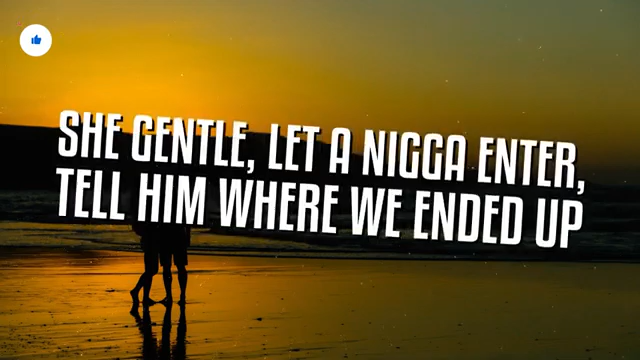 SHE GENTLE, LET A NIGGA ENTER,
TELL HIM WHERE WE ENDED UP